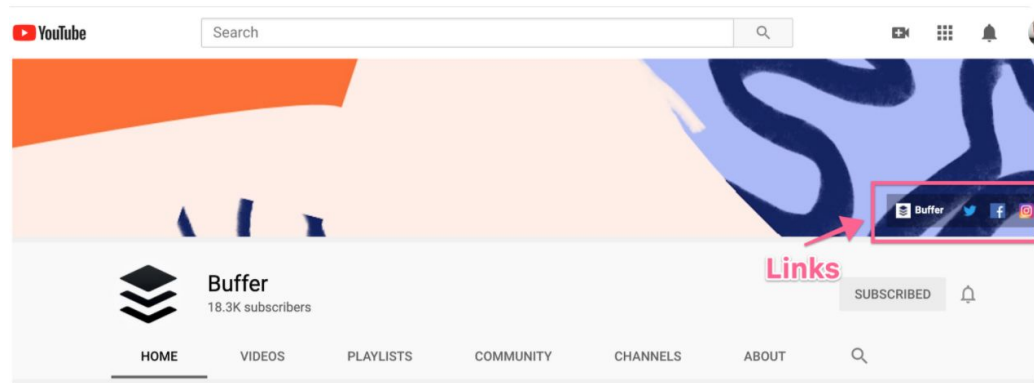 YouTube Search
Buffer
Links
Buffer
18.3K subscribers
SUBSCRIBED
HOME VIDEOS PLAYLISTS COMMUNITY CHANNELS ABOUT